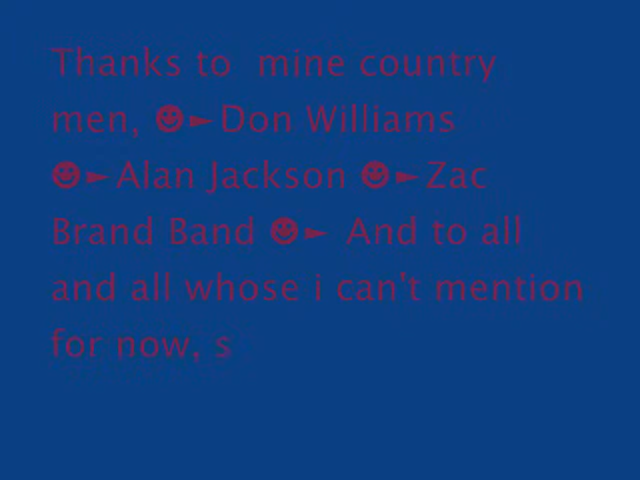 Thanks to  mine country
men, ☻►Don Williams
☻►Alan Jackson ☻►Zac
Brand Band ☻► And to all
and all whose i can't mention
for now, s